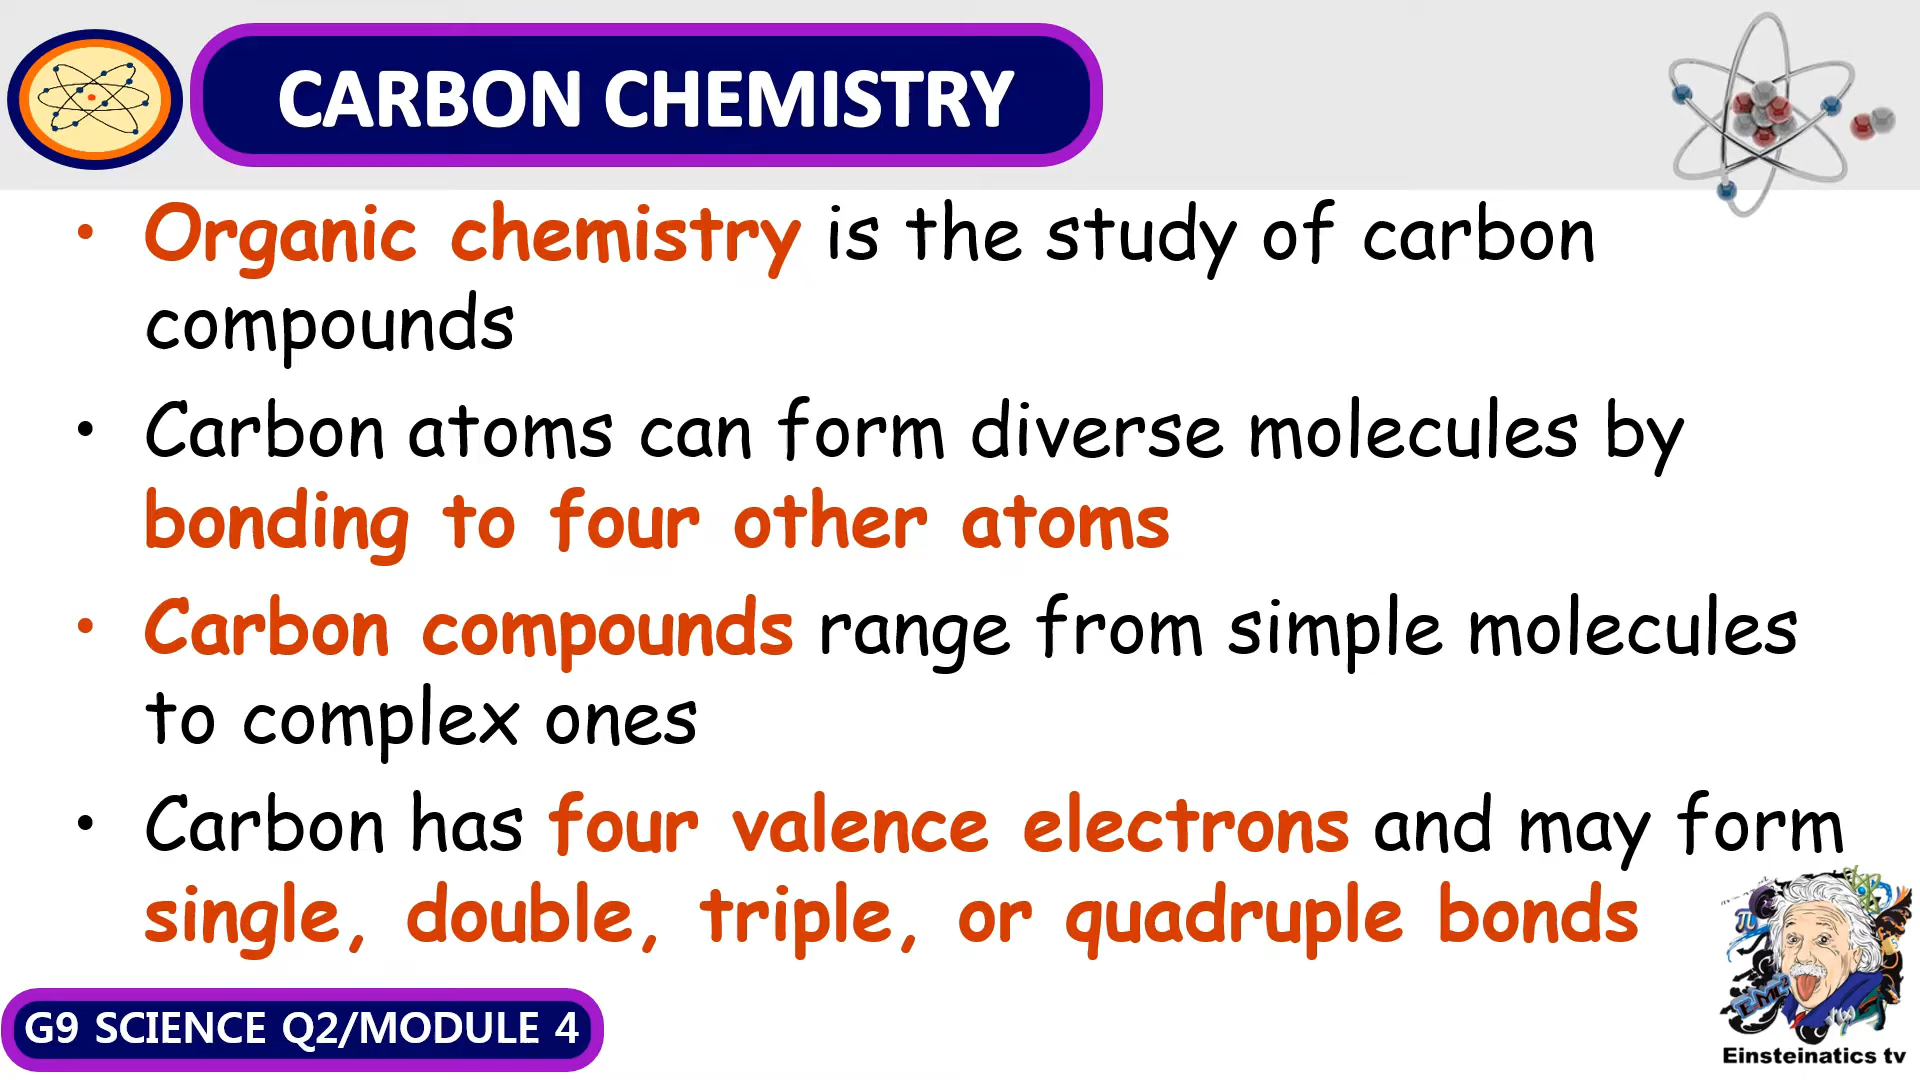 CARBON CHEMISTRY
• Organic chemistry is the study of carbon
compounds
• Carbon atoms can form diverse molecules by
bonding to four other atoms
• Carbon compounds range from simple molecules
to complex ones
• Carbon has four valence electrons and may form
single, double, triple, or quadruple bonds
G9 SCIENCE Q2/MODULE 4
Einsteinatics tv